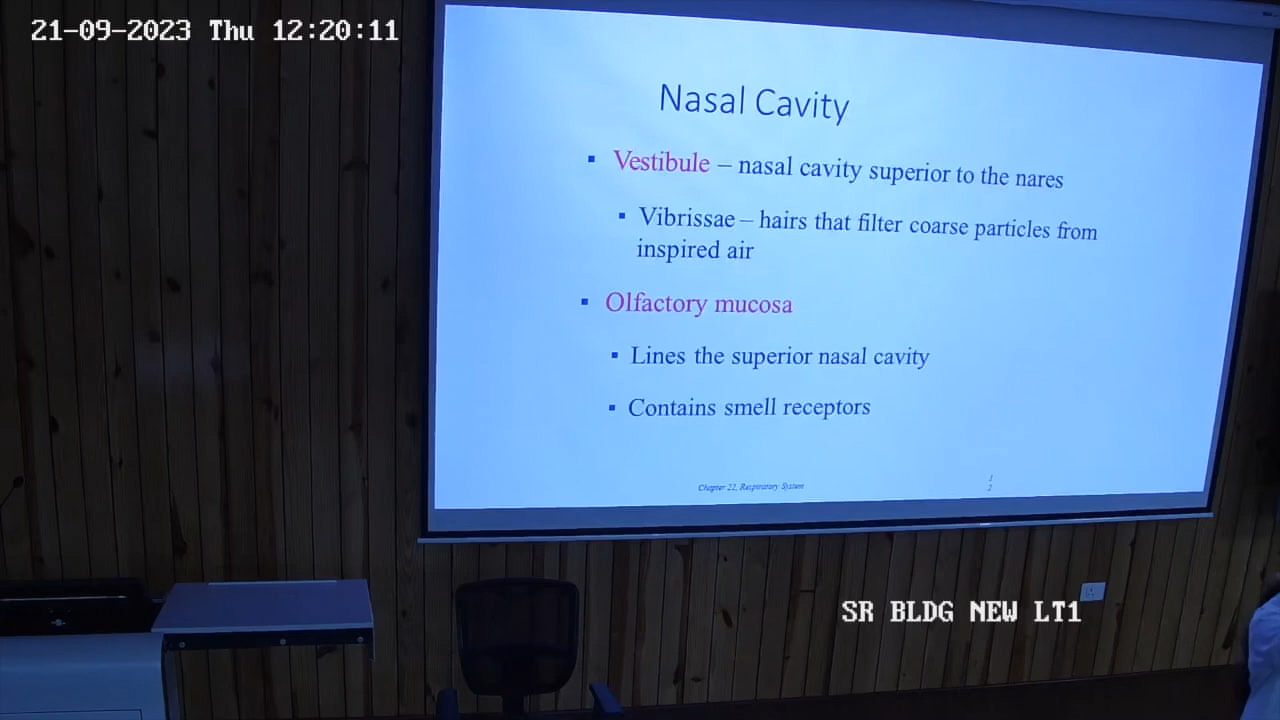 21-09-2023 Thu 12:20:11
Nasal Cavity
▪ Vestibule – nasal cavity superior to the nares
▪ Vibrissae – hairs that filter coarse particles from
inspired air
▪ Olfactory mucosa
▪ Lines the superior nasal cavity
▪ Contains smell receptors
Chapter 22, Respiratory System
1
2
SR BLDG NEW LT1